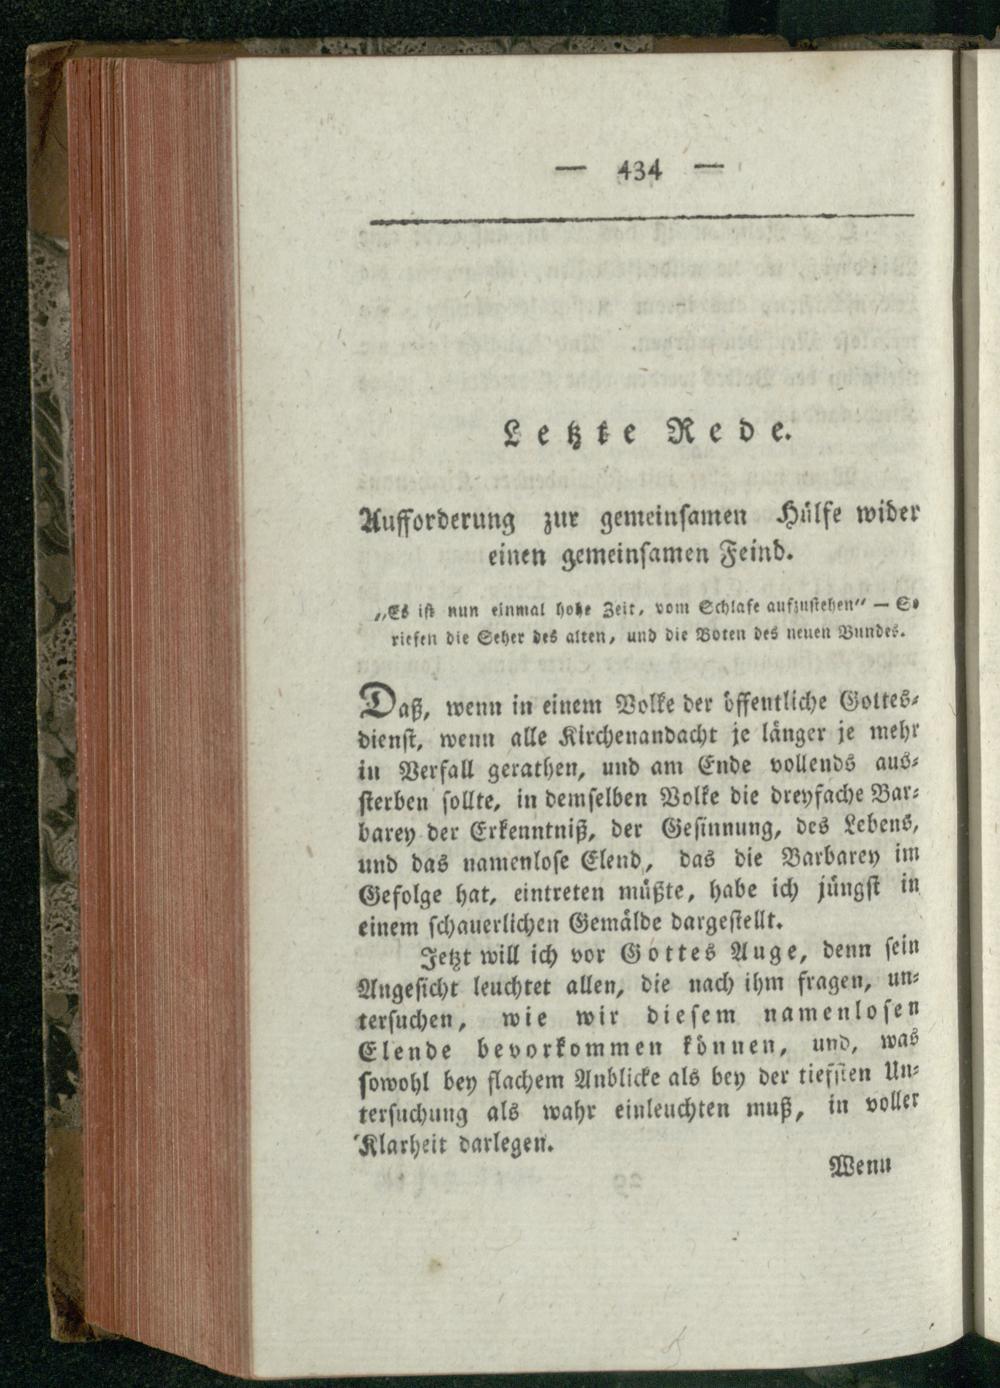 — 434 —
Letzte Rede.
Aufforderung zur gemeinsamen Hülfe wider
einen gemeinsamen Feind.
„Es ist nun einmal hohe Zeit, vom Schlafe aufzustehen“ — So
riefen die Seher des alten, und die Boten des neuen Bundes.
Daß, wenn in einem Volke der öffentliche Gottes-
dienst, wenn alle Kirchenandacht je länger je mehr
in Verfall gerathen, und am Ende vollends aus-
sterben sollte, in demselben Volke die dreyfache Bar-
barey der Erkenntniß, der Gesinnung, des Lebens,
und das namenlose Elend, das die Barbarey im
Gefolge hat, eintreten müßte, habe ich jüngst in
einem schauerlichen Gemälde dargestellt.
Jetzt will ich vor Gottes Auge, denn sein
Angesicht leuchtet allen, die nach ihm fragen, un-
tersuchen, wie wir diesem namenlosen
Elende bevorkommen können, und, was
sowohl bey flachem Anblicke als bey der tiefsten Un-
tersuchung als wahr einleuchten muß, in voller
Klarheit darlegen.
Wenn